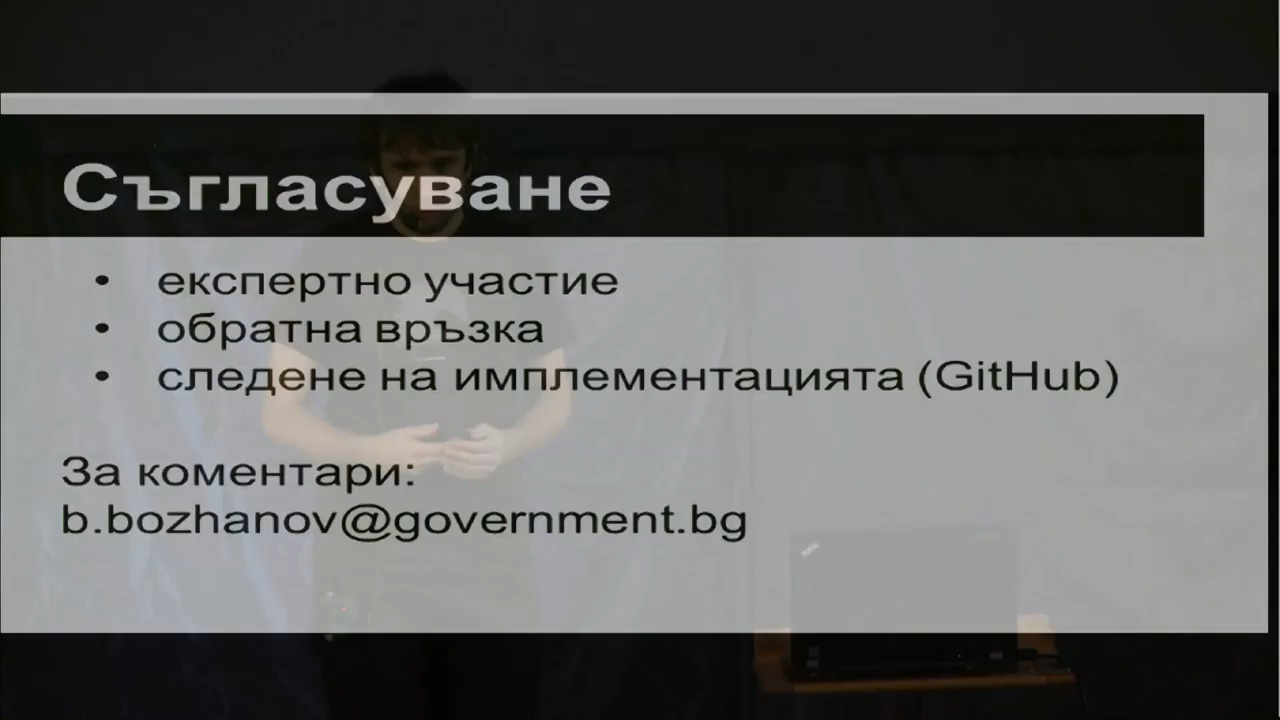 Съгласуване
• експертно участие
• обратна връзка
• следене на имплементацията (GitHub)
За коментари:
b.bozhanov@government.bg